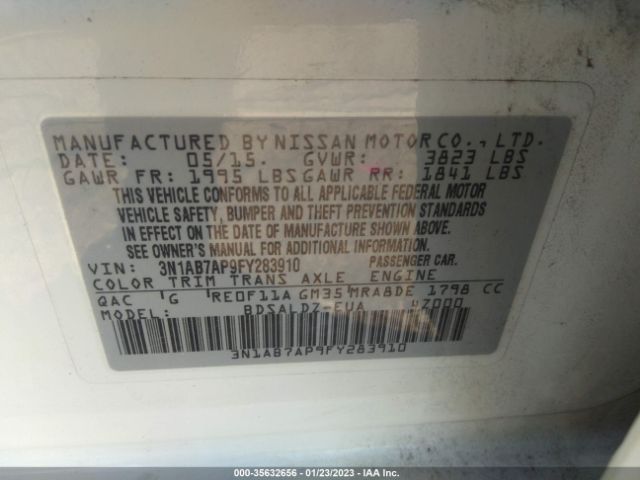 MANUFACTURED BY NISSAN MOTOR CO., LTD.
DATE: 05/15. GVWR: 3823 LBS
GAWR FR: 1995 LBS GAWR RR: 1841 LBS
THIS VEHICLE CONFORMS TO ALL APPLICABLE FEDERAL MOTOR
VEHICLE SAFETY, BUMPER AND THEFT PREVENTION STANDARDS
IN EFFECT ON THE DATE OF MANUFACTURE SHOWN ABOVE.
SEE OWNER'S MANUAL FOR ADDITIONAL INFORMATION.
VIN: 3N1AB7AP9FY283910 PASSENGER CAR.
COLOR TRIM TRANS AXLE ENGINE
QAC G RE0F11A GM35 MRA8DE 1798 CC
MODEL: BDSALDZ-EUA 4Z000
3N1AB7AP9FY283910
000-35632656 - 01/23/2023 - IAA Inc.